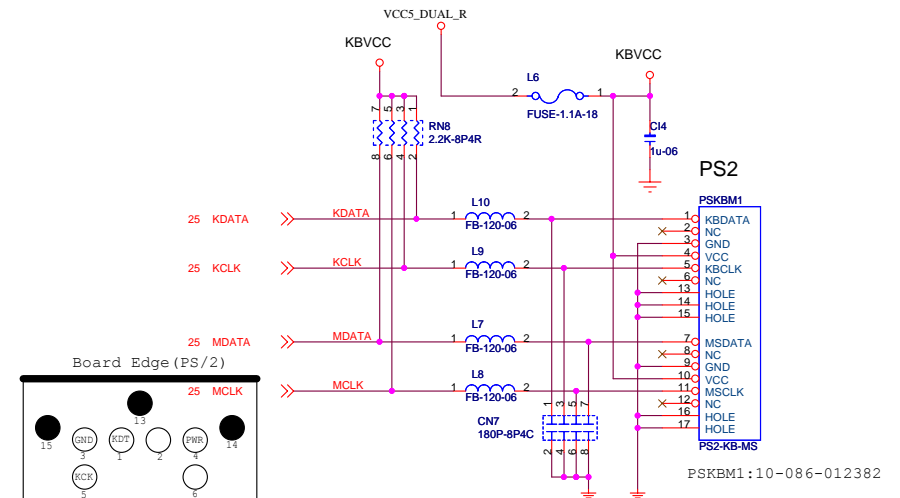 VCC5_DUAL_R
KBVCC
KBVCC
L6
2 1
FUSE-1.1A-18
CI4
1u-06
7 5 3 1
RN8
2.2K-8P4R
8 6 4 2
PS2
PSKBM1
25 KDATA
KDATA
L10
1 2
FB-120-06
1 KBDATA
2 NC
3 GND
4 VCC
25 KCLK
KCLK
L9
1 2
FB-120-06
5 KBCLK
6 NC
13 HOLE
14 HOLE
15 HOLE
25 MDATA
MDATA
L7
1 2
FB-120-06
7 MSDATA
8 NC
9 GND
10 VCC
25 MCLK
MCLK
L8
1 2
FB-120-06
11 MSCLK
12 NC
16 HOLE
17 HOLE
PS2-KB-MS
1 3 5 7
CN7
180P-8P4C
2 4 6 8
PSKBM1:10-086-012382
Board Edge(PS/2)
13
15
14
GND KDT PWR
3 1 2 4
KCK
5 6